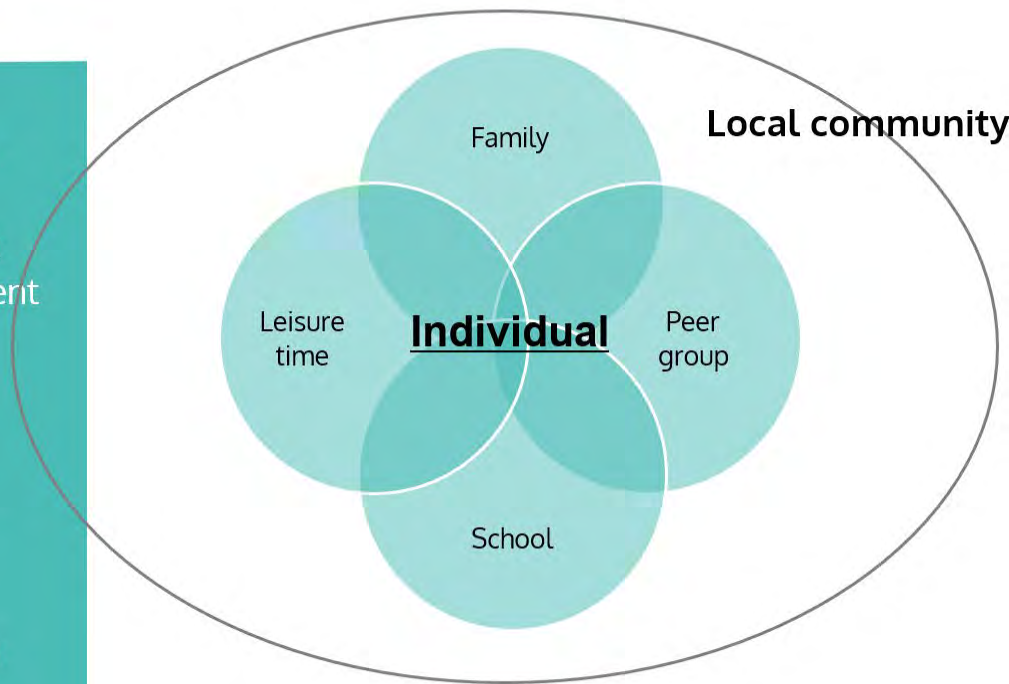 Family
Local community
ent
Leisure
time
Individual
Peer
group
School